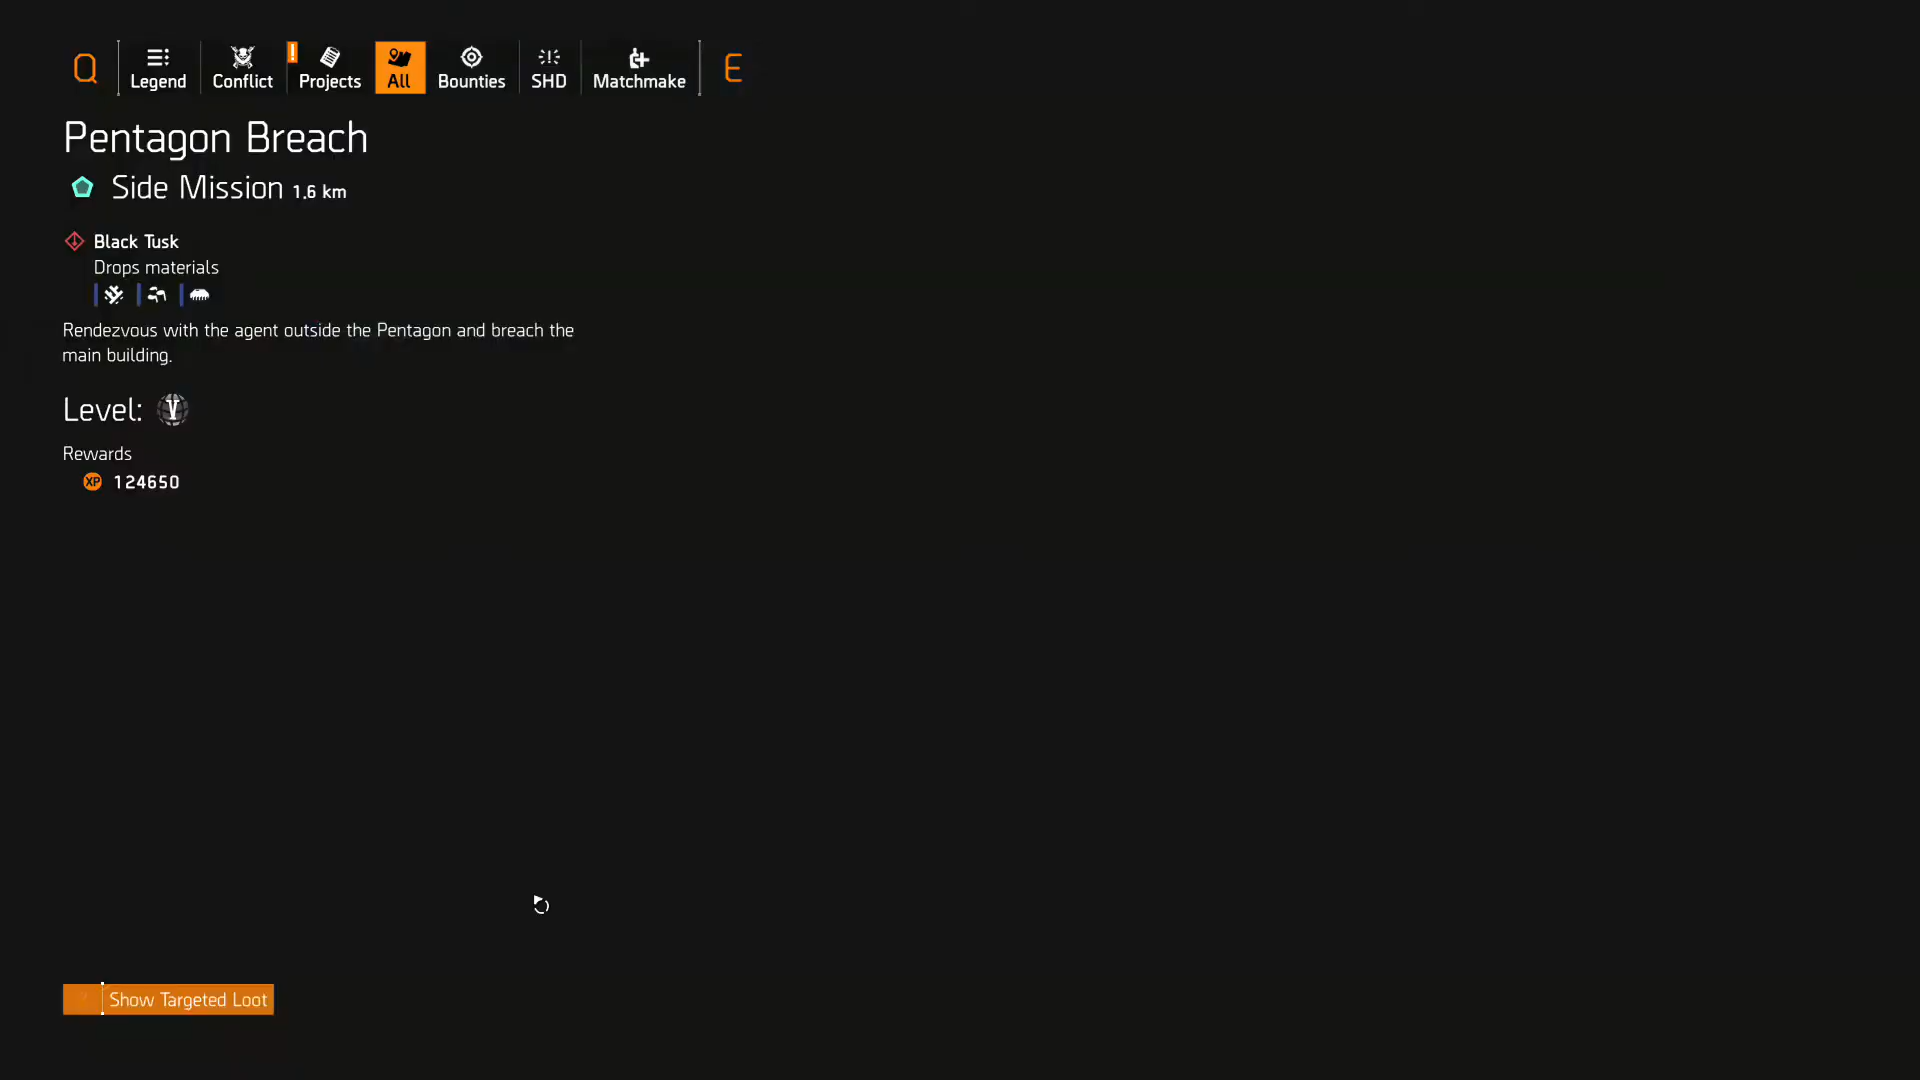 Q Legend Conflict ! Projects All Bounties SHD Matchmake E
Pentagon Breach
Side Mission 1.6 km
Black Tusk
Drops materials
Rendezvous with the agent outside the Pentagon and breach the
main building.
Level: V
Rewards
XP 124650
Show Targeted Loot